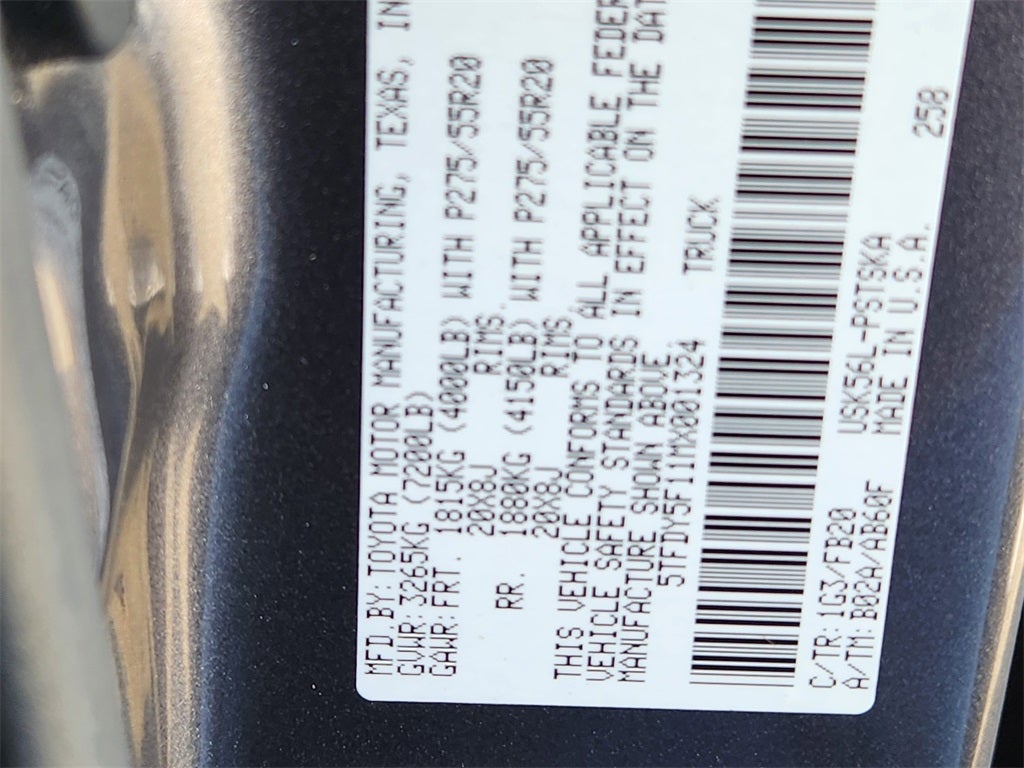 MFD BY: TOYOTA MOTOR MANUFACTURING, TEXAS, IN
GVWR: 3265KG (7200LB)
GAWR: FRT. 1815KG (4000LB) WITH P275/55R20
20X8J RIMS.
RR. 1880KG (4150LB) WITH P275/55R20
20X8J RIMS
THIS VEHICLE CONFORMS TO ALL APPLICABLE FEDER
VEHICLE SAFETY STANDARDS IN EFFECT ON THE DAT
MANUFACTURE SHOWN ABOVE.
5TFDY5F11MX001324 TRUCK
C/TR: 1G3/FB20 USK56L-PSTSKA 250
A/TM: B02A/AB60F MADE IN U.S.A.